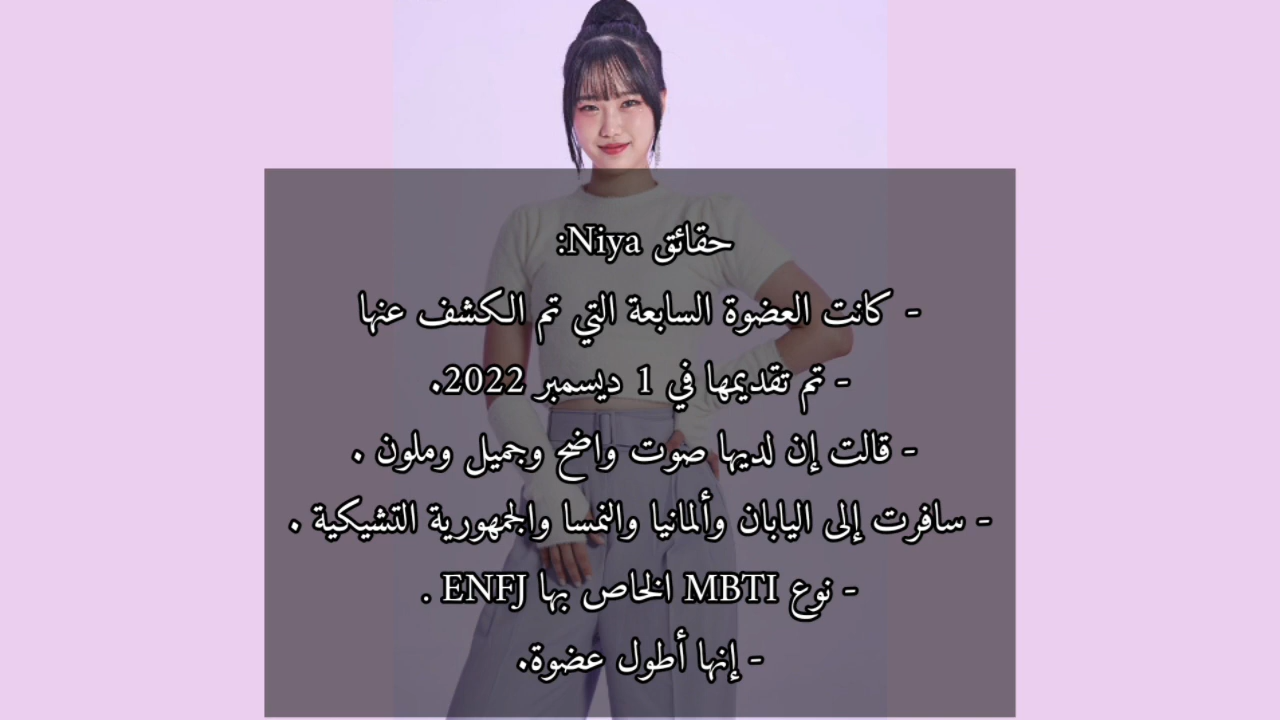 حقائق Niya:
- كانت العضوة السابعة التي تم الكشف عنها
- تم تقديمها في 1 ديسمبر 2022.
- قالت إن لديها صوت واضح وجميل وملون .
- سافرت إلى اليابان وألمانيا والنمسا والجمهورية التشيكية .
- نوع MBTI الخاص بها ENFJ .
- إنها أطول عضوة.